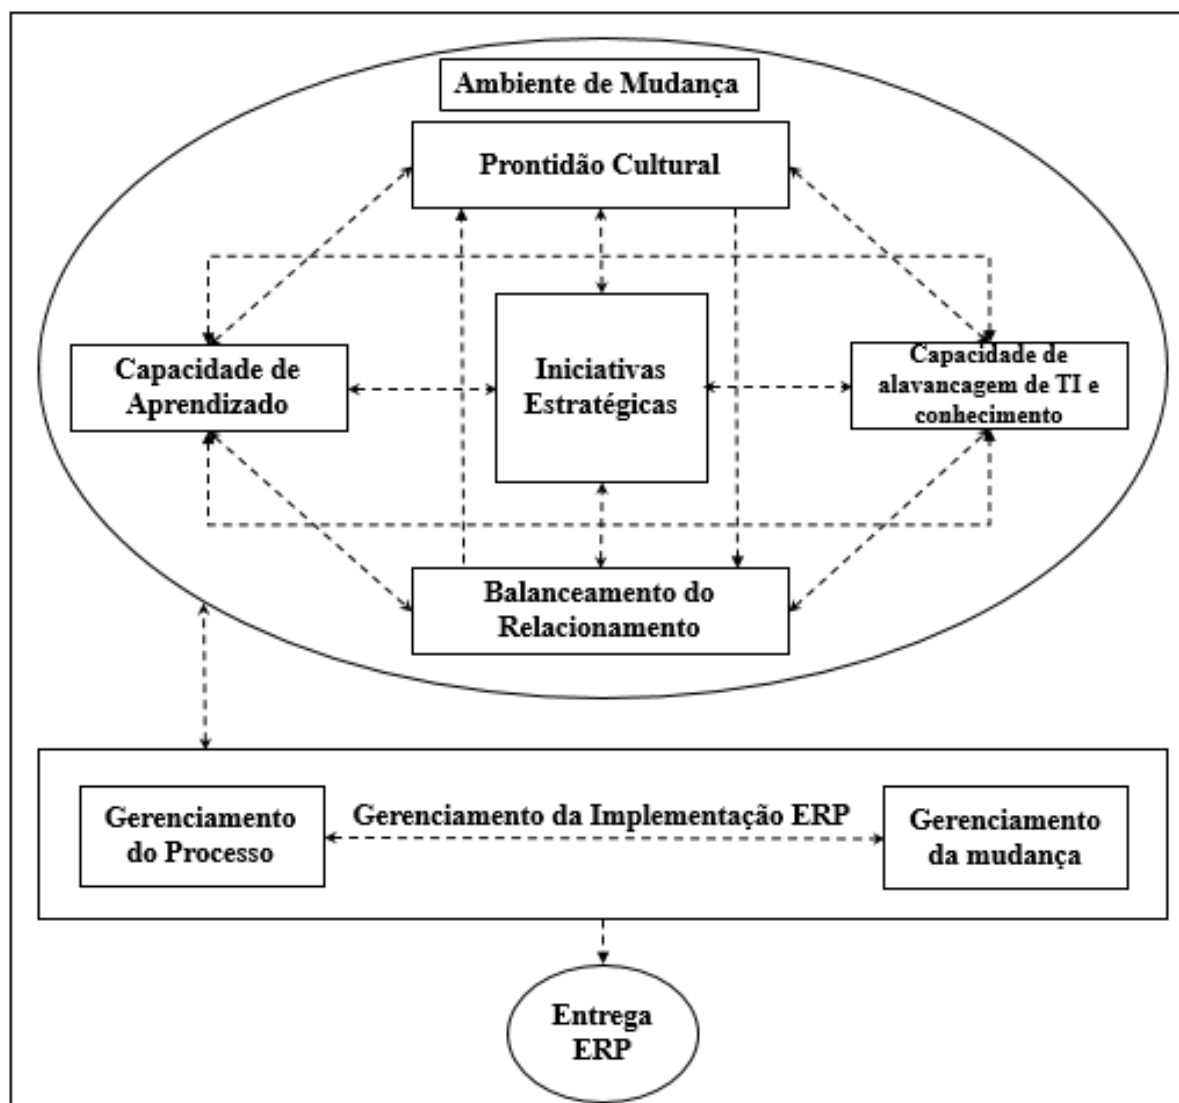 Ambiente de Mudança
Prontidão Cultural
Capacidade de
Aprendizado
Iniciativas
Estratégicas
Capacidade de
alavancagem de TI e
conhecimento
Balanceamento do
Relacionamento
Gerenciamento
do Processo
Gerenciamento da Implementação ERP
Gerenciamento
da mudança
Entrega
ERP